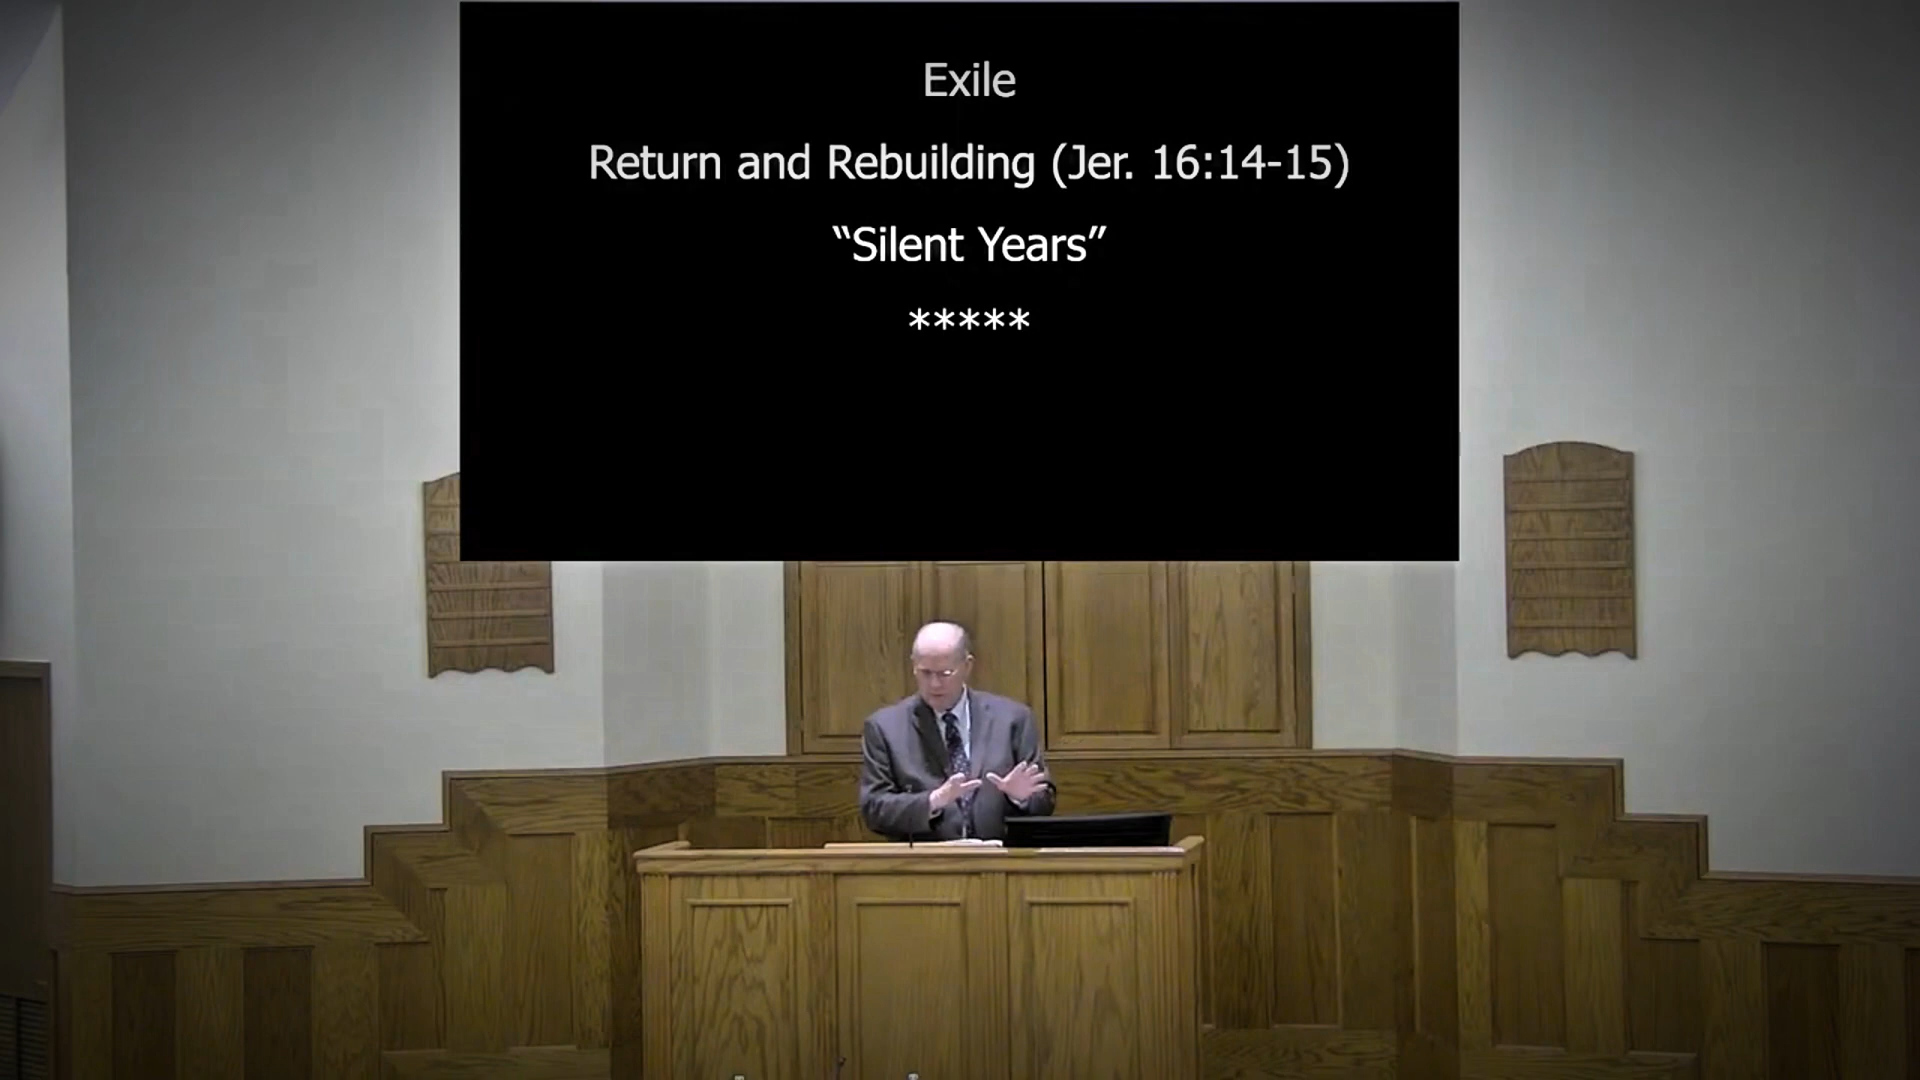 Exile
Return and Rebuilding (Jer. 16:14-15)
“Silent Years”
*****